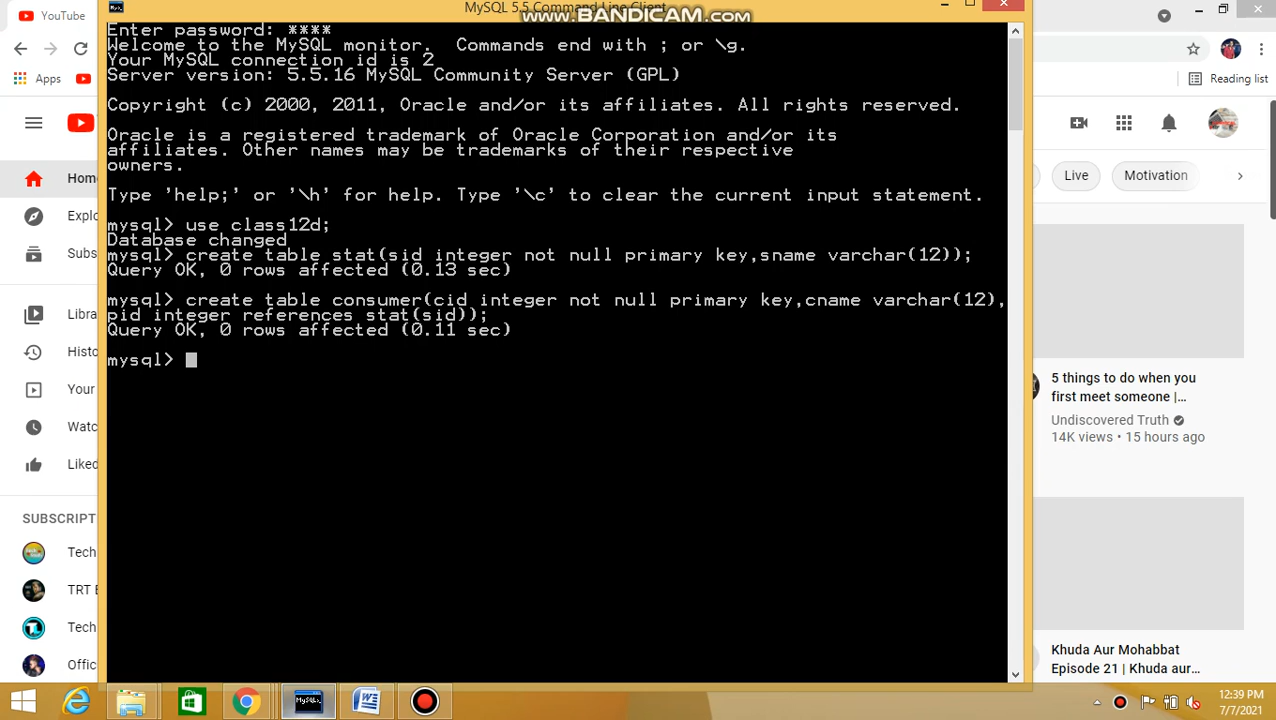 YouTube
MySQL 5.5 Command Line Client
www.BANDICAM.com
Enter password: ****
Welcome to the MySQL monitor.  Commands end with ; or \g.
Your MySQL connection id is 2
Server version: 5.5.16 MySQL Community Server (GPL)
Copyright (c) 2000, 2011, Oracle and/or its affiliates. All rights reserved.
Oracle is a registered trademark of Oracle Corporation and/or its
affiliates. Other names may be trademarks of their respective
owners.
Type 'help;' or '\h' for help. Type '\c' to clear the current input statement.
mysql> use class12d;
Database changed
mysql> create table stat(sid integer not null primary key,sname varchar(12));
Query OK, 0 rows affected (0.13 sec)
mysql> create table consumer(cid integer not null primary key,cname varchar(12),
pid integer references stat(sid));
Query OK, 0 rows affected (0.11 sec)
mysql>
Apps
Hom
Explo
Subs
Libra
Histo
Your
Watc
Liked
SUBSCRIPT
Tech
TRT E
Tech
Offic
Reading list
Live
Motivation
5 things to do when you
first meet someone |...
Undiscovered Truth
14K views • 15 hours ago
Khuda Aur Mohabbat
Episode 21 | Khuda aur...
MySQL
12:39 PM
7/7/2021